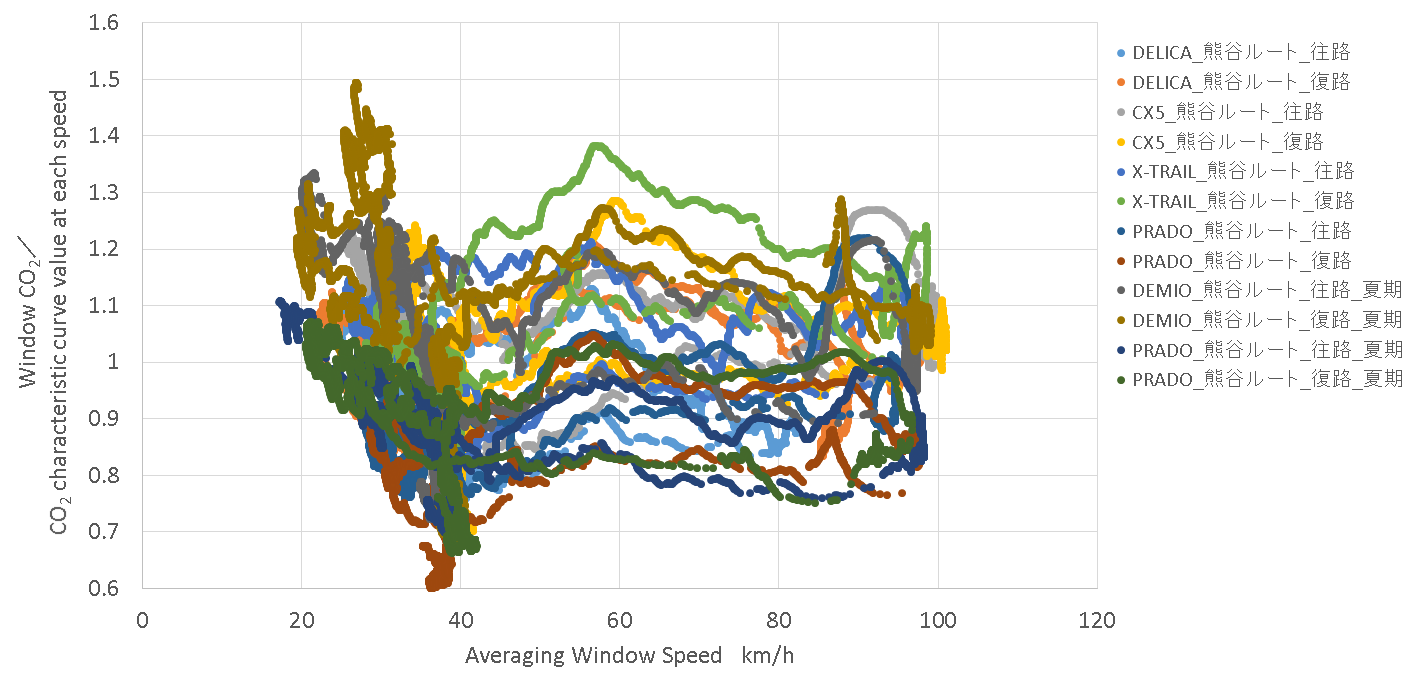 Window CO₂／
CO₂ characteristic curve value at each speed
1.6
1.5
1.4
1.3
1.2
1.1
1
0.9
0.8
0.7
0.6
0
20
40
60
80
100
120
Averaging Window Speed km/h
DELICA_熊谷ルート_往路
DELICA_熊谷ルート_復路
CX5_熊谷ルート_往路
CX5_熊谷ルート_復路
X-TRAIL_熊谷ルート_往路
X-TRAIL_熊谷ルート_復路
PRADO_熊谷ルート_往路
PRADO_熊谷ルート_復路
DEMIO_熊谷ルート_往路_夏期
DEMIO_熊谷ルート_復路_夏期
PRADO_熊谷ルート_往路_夏期
PRADO_熊谷ルート_復路_夏期